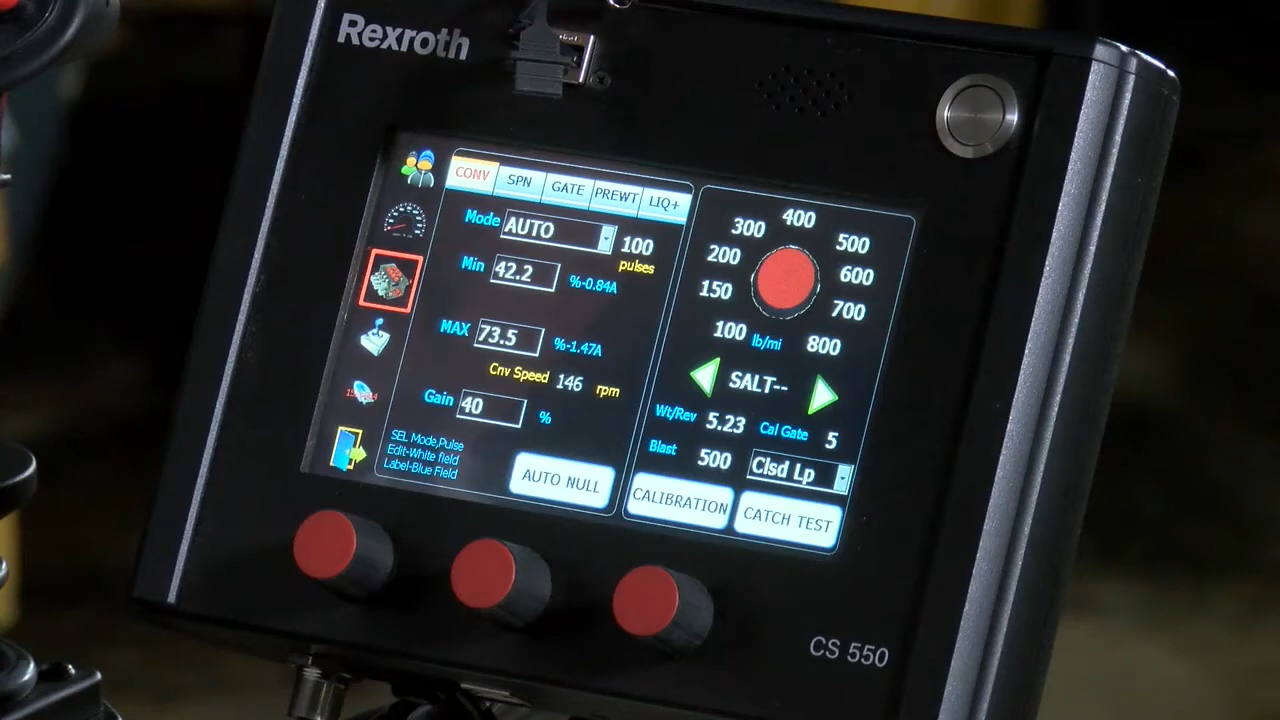 Rexroth
CONV SPN GATE PREWT LIQ+
Mode AUTO 100
pulses
Min 42.2 %-0.84A
MAX 73.5 %-1.47A
Cnv Speed 146 rpm
Gain 40 %
SEL Mode,Pulse
Edit-White field
Label-Blue Field
AUTO NULL
400
300 500
200 600
150 700
100 lb/mi 800
SALT--
Wt/Rev 5.23 Cal Gate 5
Blast 500 Clsd Lp
CALIBRATION CATCH TEST
CS 550